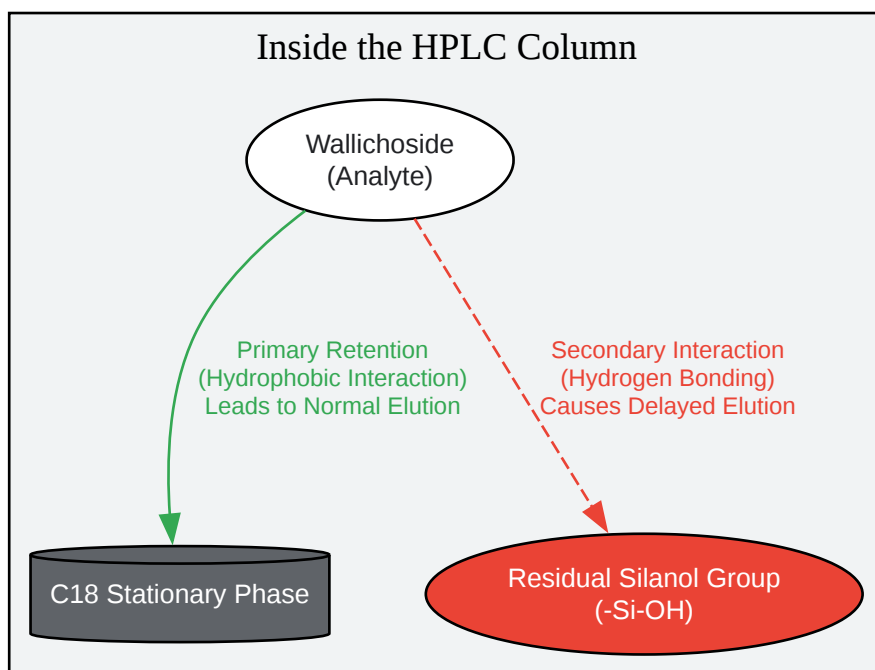 Inside the HPLC Column
Wallichoside
(Analyte)
Primary Retention
(Hydrophobic Interaction)
Leads to Normal Elution
Secondary Interaction
(Hydrogen Bonding)
Causes Delayed Elution
C18 Stationary Phase
Residual Silanol Group
(-Si-OH)